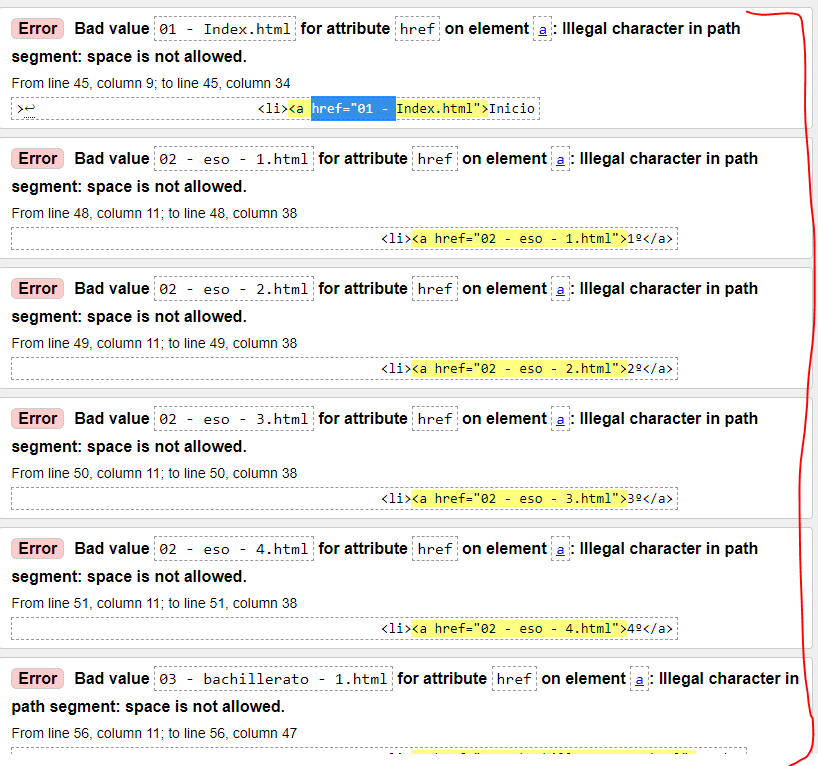 Error Bad value 01 - Index.html for attribute href on element a: Illegal character in path
segment: space is not allowed.
From line 45, column 9; to line 45, column 34
>↩ <li><a href="01 - Index.html">Inicio
Error Bad value 02 - eso - 1.html for attribute href on element a: Illegal character in path
segment: space is not allowed.
From line 48, column 11; to line 48, column 38
<li><a href="02 - eso - 1.html">1º</a>
Error Bad value 02 - eso - 2.html for attribute href on element a: Illegal character in path
segment: space is not allowed.
From line 49, column 11; to line 49, column 38
<li><a href="02 - eso - 2.html">2º</a>
Error Bad value 02 - eso - 3.html for attribute href on element a: Illegal character in path
segment: space is not allowed.
From line 50, column 11; to line 50, column 38
<li><a href="02 - eso - 3.html">3º</a>
Error Bad value 02 - eso - 4.html for attribute href on element a: Illegal character in path
segment: space is not allowed.
From line 51, column 11; to line 51, column 38
<li><a href="02 - eso - 4.html">4º</a>
Error Bad value 03 - bachillerato - 1.html for attribute href on element a: Illegal character in
path segment: space is not allowed.
From line 56, column 11; to line 56, column 47